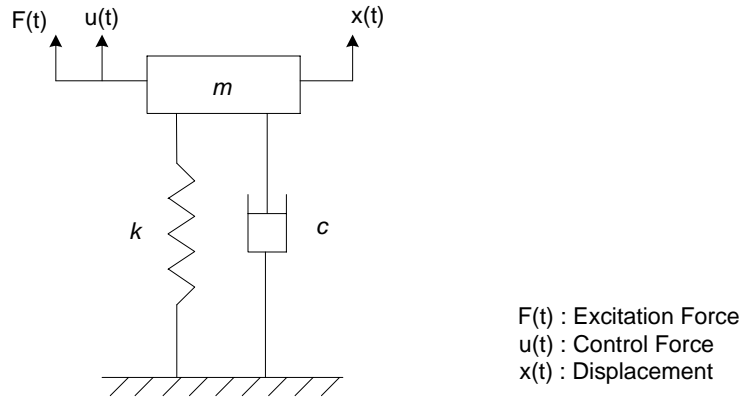 F(t) u(t) x(t)
m
k c
F(t) : Excitation Force
u(t) : Control Force
x(t) : Displacement